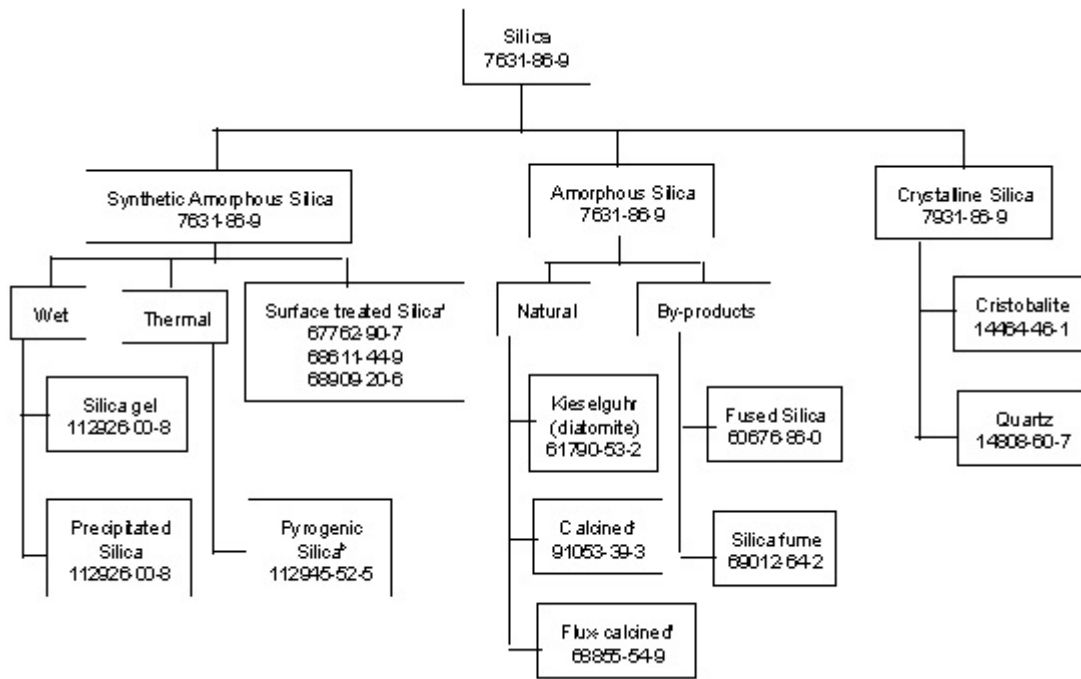 Silica
7631-86-9
Synthetic Amorphous Silica
7631-86-9
Amorphous Silica
7631-86-9
Crystalline Silica
7931-86-9
Wet
Thermal
Surface treated Silica
67762-90-7
68611-44-9
68909-20-6
Natural
By-products
Cristobalite
14464-46-1
Silica gel
112926-00-8
Kieselguhr
(diatomite)
61790-53-2
Fused Silica
60676-86-0
Quartz
14808-60-7
Precipitated
Silica
112926-00-8
Pyrogenic
Silicaᵇ
112945-52-5
Calcined
91053-39-3
Silica fume
69012-64-2
Flux-calcined
68855-54-9